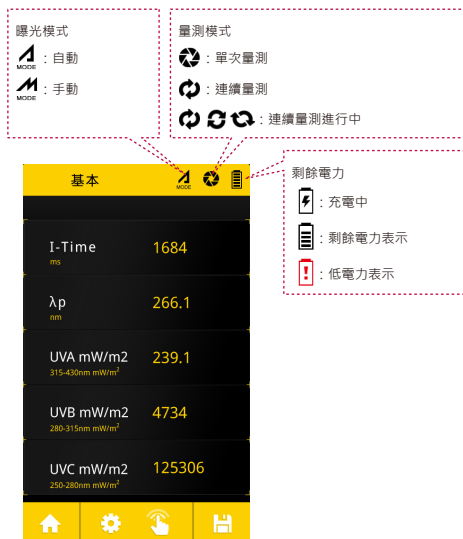 曝光模式
MODE：自動
MODE：手動
量測模式
：單次量測
：連續量測
：連續量測進行中
剩餘電力
：充電中
：剩餘電力表示
：低電力表示
基本
MODE
I-Time 1684
ms
λp 266.1
nm
UVA mW/m2 239.1
315-430nm mW/m²
UVB mW/m2 4734
280-315nm mW/m²
UVC mW/m2 125306
250-280nm mW/m²